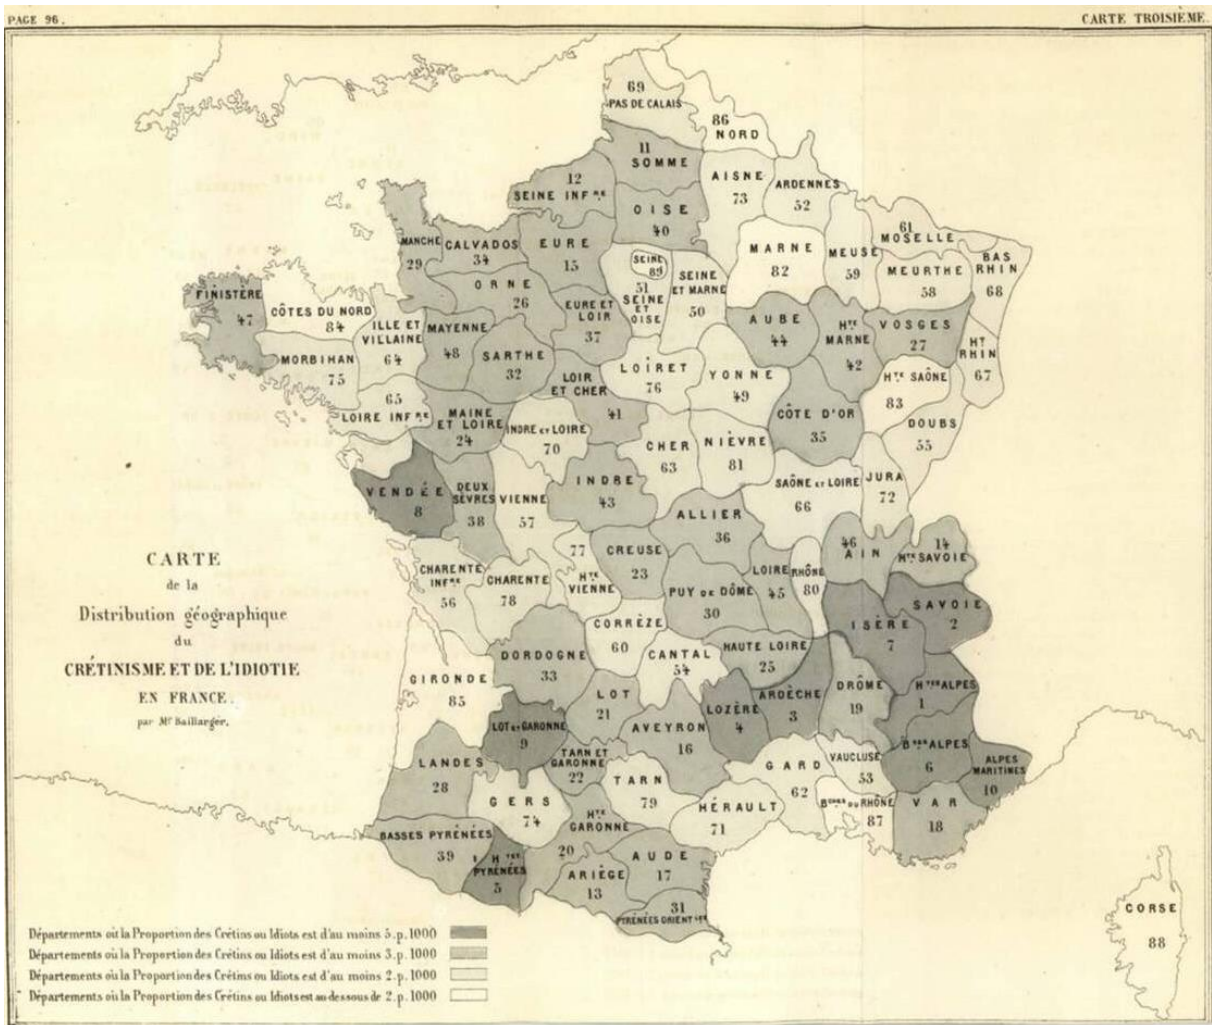 PAGE 96.
CARTE TROISIÈME.
69
PAS DE CALAIS
86
NORD
11
SOMME
12
SEINE INFRE
AISNE
73
ARDENNES
52
OISE
40
MANCHE
29
CALVADOS
34
EURE
15
SEINE
89
51
SEINE
ET
OISE
SEINE
ET MARNE
50
MARNE
82
MEUSE
59
61
MOSELLE
MEURTHE
58
BAS
RHIN
68
FINISTÈRE
47
CÔTES DU NORD
84
ILLE ET
VILLAINE
64
MAYENNE
48
ORNE
26
EURE ET
LOIR
37
AUBE
44
HTE
MARNE
42
VOSGES
27
HT
RHIN
67
MORBIHAN
75
SARTHE
32
LOIR
ET CHER
41
LOIRET
76
YONNE
49
CÔTE D'OR
35
HTE SAÔNE
83
DOUBS
55
65
LOIRE INFRE
MAINE
ET LOIRE
24
INDRE ET LOIRE
70
CHER
63
NIÈVRE
81
VENDÉE
8
DEUX
SÈVRES
38
VIENNE
57
INDRE
43
ALLIER
36
SAÔNE ET LOIRE
66
JURA
72
CHARENTE
INFRE
56
CHARENTE
78
77
HTE
VIENNE
CREUSE
23
PUY DE DÔME
30
LOIRE
45
RHÔNE
80
46
AIN
14
HTE SAVOIE
SAVOIE
2
ISÈRE
7
CORRÈZE
60
CANTAL
54
HAUTE LOIRE
25
DORDOGNE
33
GIRONDE
85
LOT
21
AVEYRON
16
LOZÈRE
4
ARDÈCHE
3
DRÔME
19
HTES ALPES
1
LOT ET GARONNE
9
TARN ET
GARONNE
22
BSES ALPES
6
ALPES
MARITIMES
10
LANDES
28
GERS
74
TARN
79
HÉRAULT
71
GARD
62
VAUCLUSE
53
BCHES DU RHÔNE
87
VAR
18
BASSES PYRÉNÉES
39
HTES
PYRÉNÉES
5
HTE
GARONNE
20
ARIÈGE
13
AUDE
17
31
PYRÉNÉES ORIENTLES
CORSE
88
CARTE
de la
Distribution géographique
du
CRÉTINISME ET DE L'IDIOTIE
EN FRANCE.
par Mr Baillarger.
Départements où la Proportion des Crétins ou Idiots est d'au moins 5.p.1000
Départements où la Proportion des Crétins ou Idiots est d'au moins 3.p.1000
Départements où la Proportion des Crétins ou Idiots est d'au moins 2.p.1000
Départements où la Proportion des Crétins ou Idiots est au dessous de 2.p.1000